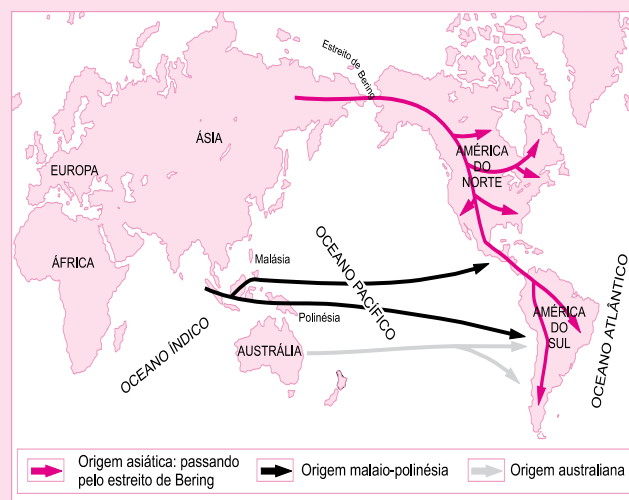 Estreito de Bering
ÁSIA
EUROPA
AMÉRICA
DO
NORTE
ÁFRICA
Malásia
OCEANO PACÍFICO
Polinésia
OCEANO ÍNDICO
AUSTRÁLIA
AMÉRICA
DO
SUL
OCEANO ATLÂNTICO
Origem asiática: passando
pelo estreito de Bering
Origem malaio-polinésia
Origem australiana